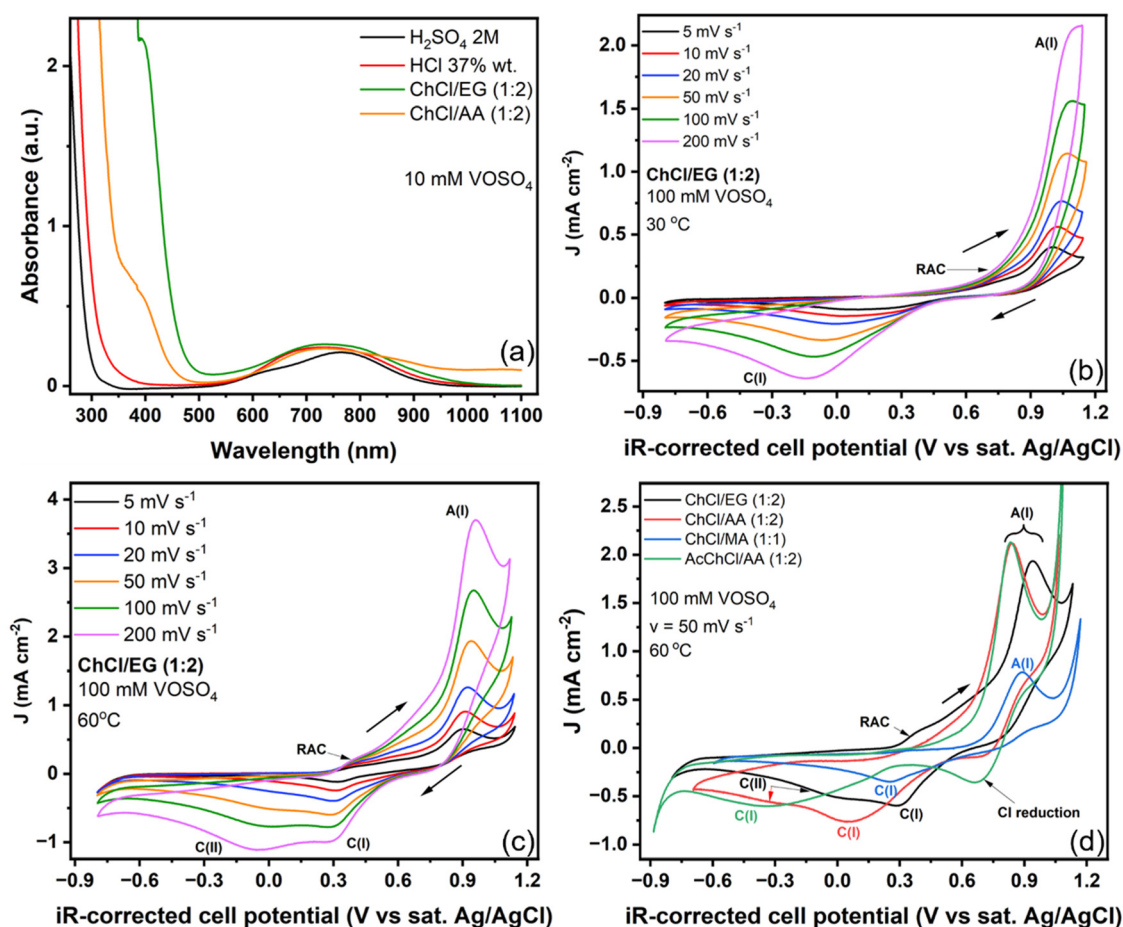 H₂SO₄ 2M
HCl 37% wt.
ChCl/EG (1:2)
ChCl/AA (1:2)
10 mM VOSO₄
Absorbance (a.u.)
2
1
0
(a)
300 400 500 600 700 800 900 1000 1100
Wavelength (nm)
5 mV s⁻¹
10 mV s⁻¹
20 mV s⁻¹
50 mV s⁻¹
100 mV s⁻¹
200 mV s⁻¹
ChCl/EG (1:2)
100 mM VOSO₄
30 °C
A(I)
RAC
C(I)
J (mA cm⁻²)
2.0
1.5
1.0
0.5
0.0
−0.5
(b)
−0.9 −0.6 −0.3 0.0 0.3 0.6 0.9 1.2
iR-corrected cell potential (V vs sat. Ag/AgCl)
5 mV s⁻¹
10 mV s⁻¹
20 mV s⁻¹
50 mV s⁻¹
100 mV s⁻¹
200 mV s⁻¹
ChCl/EG (1:2)
100 mM VOSO₄
60°C
A(I)
RAC
C(II)
C(I)
J (mA cm⁻²)
4
3
2
1
0
−1
(c)
−0.9 −0.6 −0.3 0.0 0.3 0.6 0.9 1.2
iR-corrected cell potential (V vs sat. Ag/AgCl)
ChCl/EG (1:2)
ChCl/AA (1:2)
ChCl/MA (1:1)
AcChCl/AA (1:2)
100 mM VOSO₄
v = 50 mV s⁻¹
60 °C
A(I)
A(I)
RAC
C(II)
C(I)
C(I)
C(I)
C(I)
Cl reduction
J (mA cm⁻²)
2.5
2.0
1.5
1.0
0.5
0.0
−0.5
−1.0
(d)
−0.9 −0.6 −0.3 0.0 0.3 0.6 0.9 1.2
iR-corrected cell potential (V vs sat. Ag/AgCl)